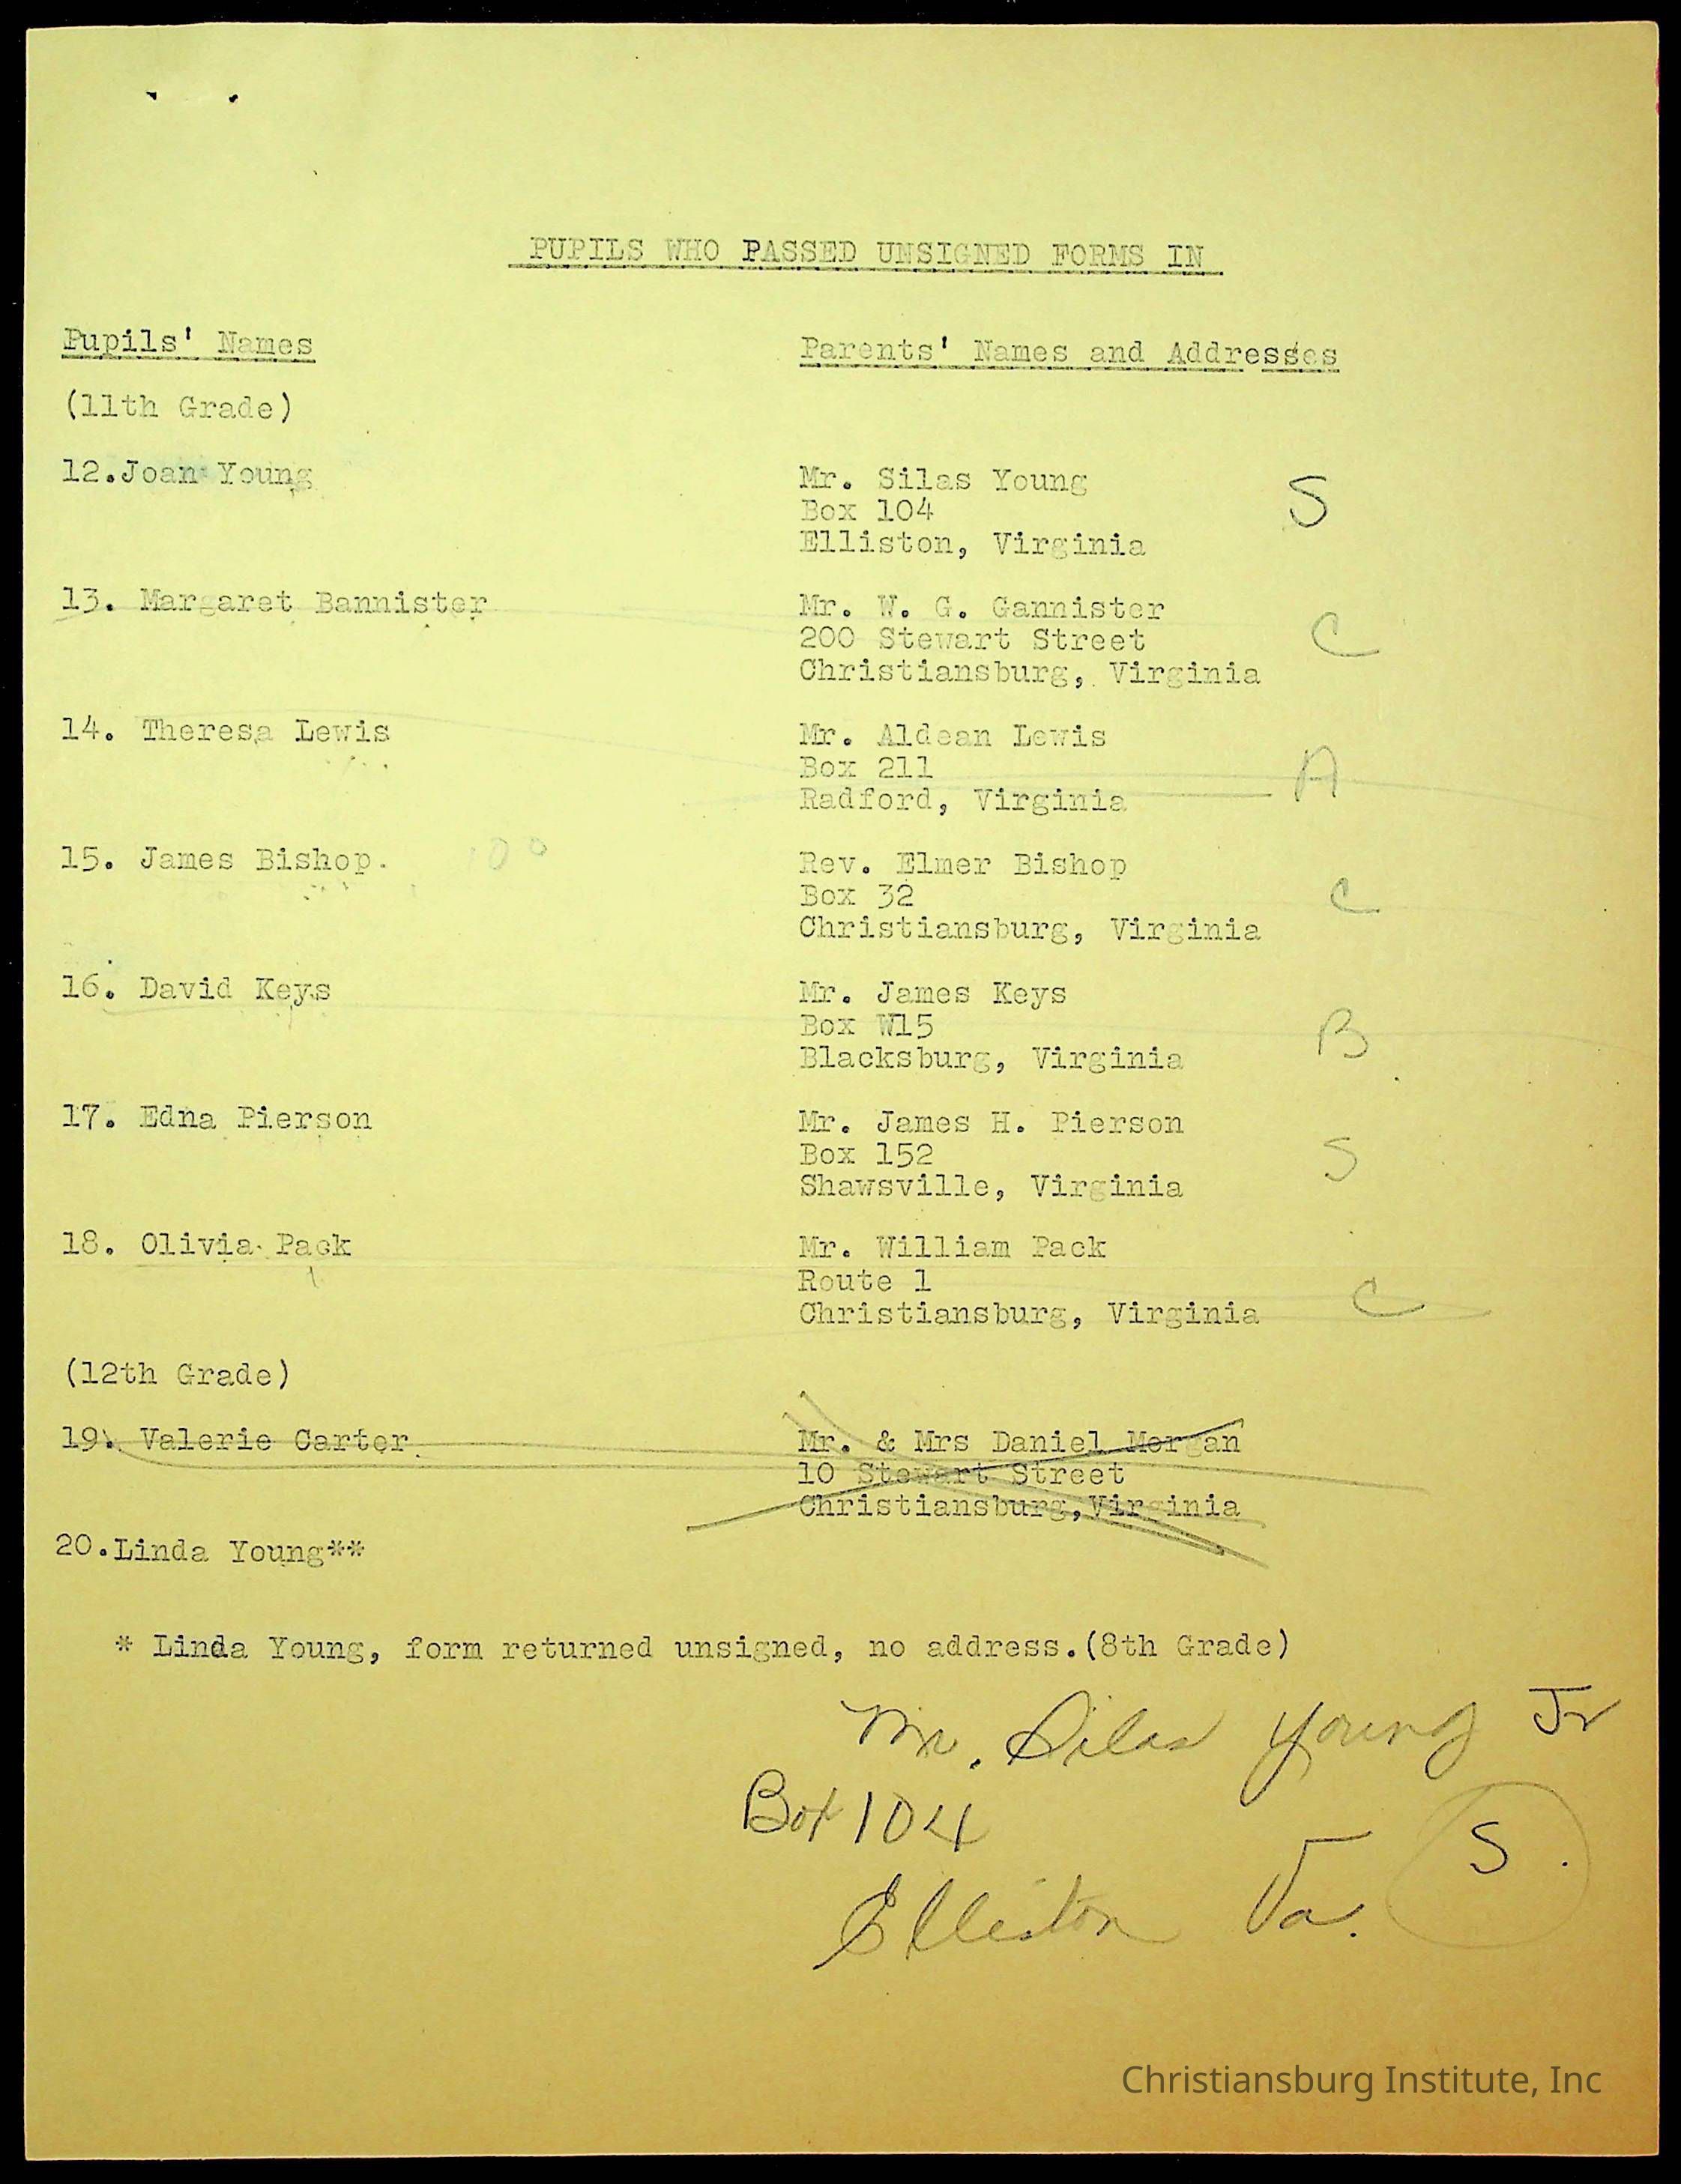 PUPILS WHO PASSED UNSIGNED FORMS IN
Pupils' Names
Parents' Names and Addresses
(11th Grade)
12.Joan Young
Mr. Silas Young
Box 104
Elliston, Virginia
S
13. Margaret Bannister
Mr. W. G. Gannister
200 Stewart Street
Christiansburg, Virginia
C
14. Theresa Lewis
Mr. Aldean Lewis
Box 211
Radford, Virginia
A
15. James Bishop.
Rev. Elmer Bishop
Box 32
Christiansburg, Virginia
C
16. David Keys
Mr. James Keys
Box W15
Blacksburg, Virginia
B
17. Edna Pierson
Mr. James H. Pierson
Box 152
Shawsville, Virginia
S
18. Olivia Pack
Mr. William Pack
Route 1
Christiansburg, Virginia
C
(12th Grade)
19. Valerie Carter
Mr. & Mrs Daniel Morgan
10 Stewart Street
Christiansburg,Virginia
20.Linda Young**
* Linda Young, form returned unsigned, no address.(8th Grade)
Mr. Silas Young Jr
Box 104
S
Elliston Va.
Christiansburg Institute, Inc